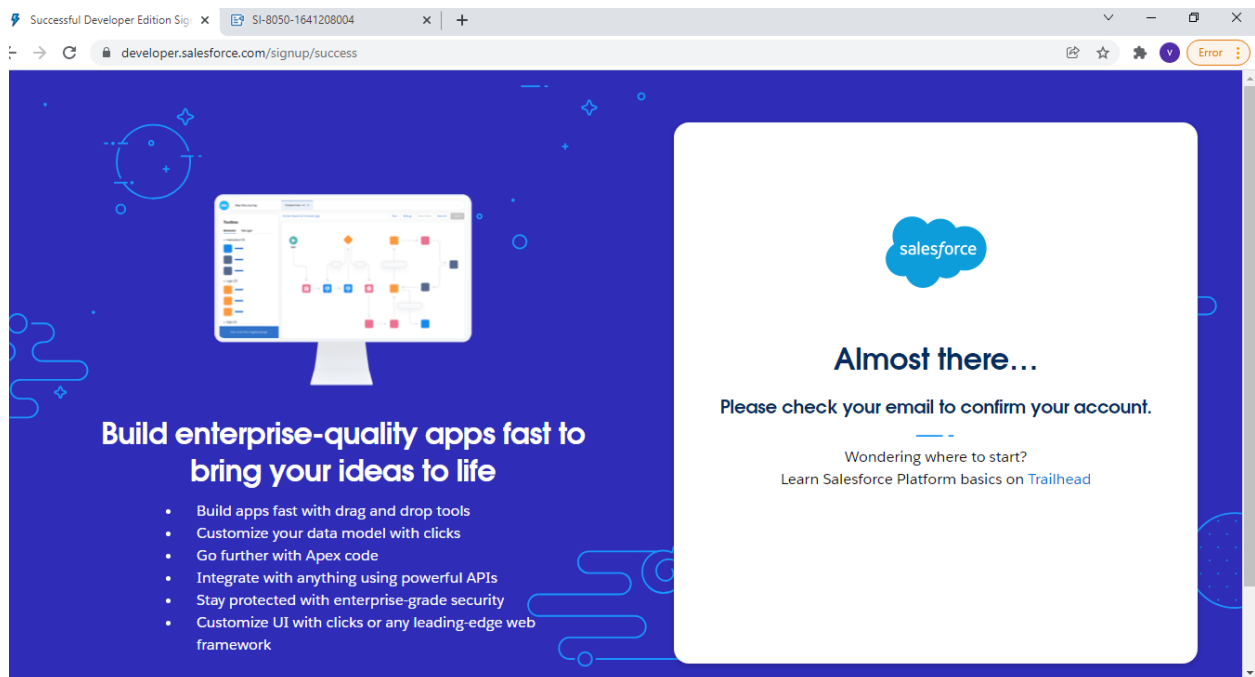 Successful Developer Edition Sig
SI-8050-1641208004
developer.salesforce.com/signup/success
V
Error
salesforce
Almost there...
Please check your email to confirm your account.
Wondering where to start?
Learn Salesforce Platform basics on Trailhead
Build enterprise-quality apps fast to
bring your ideas to life
• Build apps fast with drag and drop tools
• Customize your data model with clicks
• Go further with Apex code
• Integrate with anything using powerful APIs
• Stay protected with enterprise-grade security
• Customize UI with clicks or any leading-edge web
framework